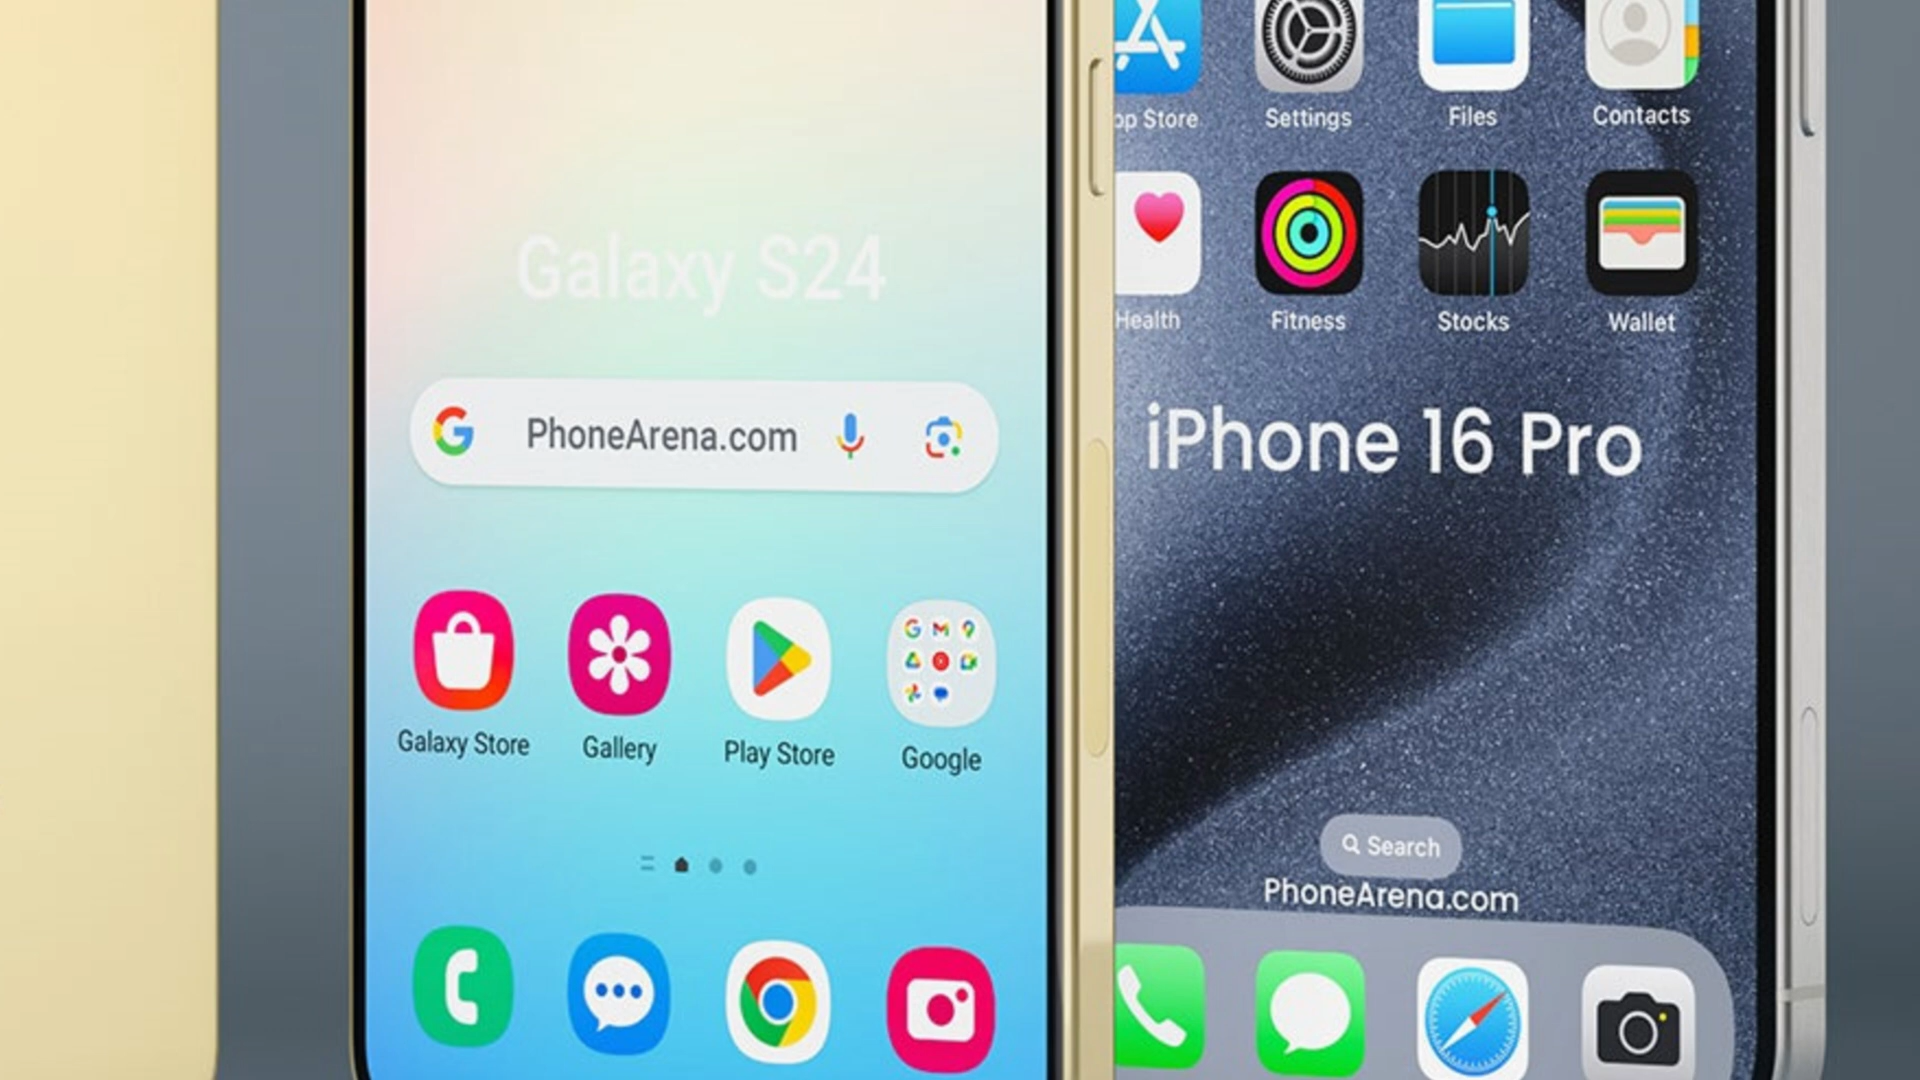 Galaxy S24
PhoneArena.com
Galaxy Store
Gallery
Play Store
Google
op Store
Settings
Files
Contacts
Health
Fitness
Stocks
Wallet
iPhone 16 Pro
Search
PhoneArena.com